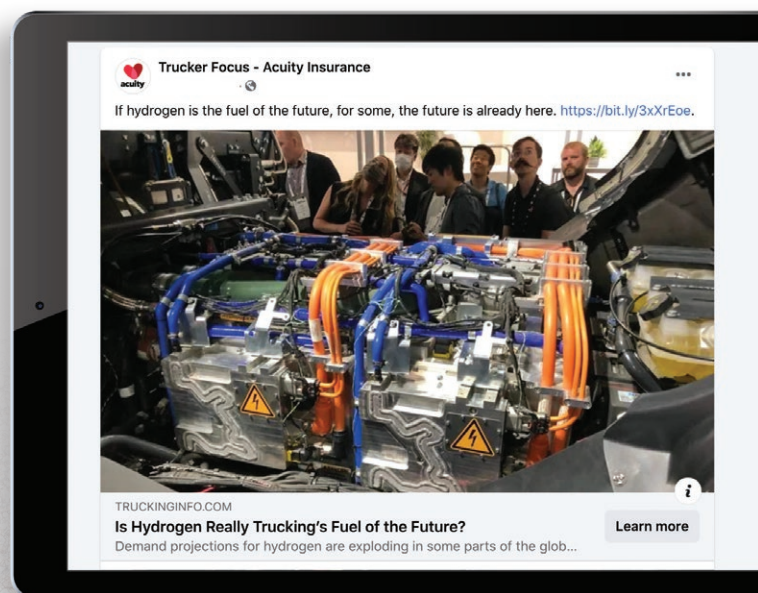 acuity
Trucker Focus - Acuity Insurance
If hydrogen is the fuel of the future, for some, the future is already here. https://bit.ly/3xXrEoe.
i
TRUCKINGINFO.COM
Is Hydrogen Really Trucking's Fuel of the Future?
Learn more
Demand projections for hydrogen are exploding in some parts of the glob...